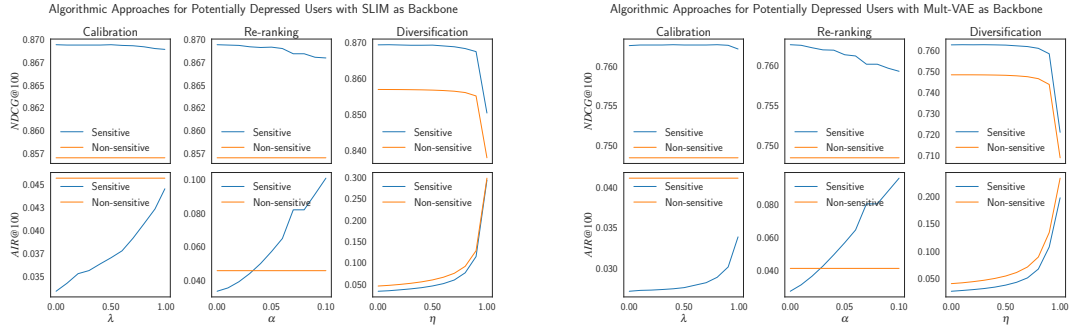 Algorithmic Approaches for Potentially Depressed Users with SLIM as Backbone
Calibration Re-ranking Diversification
NDCG@100
0.870 0.867 0.865 0.863 0.860 0.857
Sensitive
Non-sensitive
0.870 0.867 0.865 0.863 0.860 0.857
Sensitive
Non-sensitive
0.870 0.865 0.860 0.855 0.850 0.845 0.840
Sensitive
Non-sensitive
AIR@100
0.045 0.043 0.040 0.037 0.035
Sensitive
Non-sensitive
0.100 0.080 0.060 0.040
Sensitive
Non-sensitive
0.300 0.250 0.200 0.150 0.100 0.050
Sensitive
Non-sensitive
0.00 0.50 1.00
λ
0.00 0.05 0.10
α
0.00 0.50 1.00
η
Algorithmic Approaches for Potentially Depressed Users with Mult-VAE as Backbone
Calibration Re-ranking Diversification
NDCG@100
0.760 0.755 0.750
Sensitive
Non-sensitive
0.760 0.755 0.750
Sensitive
Non-sensitive
0.760 0.750 0.740 0.730 0.720 0.710
Sensitive
Non-sensitive
AIR@100
0.040 0.035 0.030
Sensitive
Non-sensitive
0.080 0.060 0.040
Sensitive
Non-sensitive
0.200 0.150 0.100 0.050
Sensitive
Non-sensitive
0.00 0.50 1.00
λ
0.00 0.05 0.10
α
0.00 0.50 1.00
η